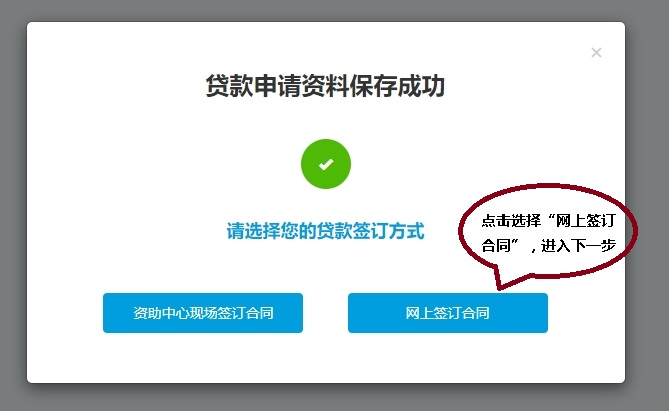 ×
贷款申请资料保存成功
请选择您的贷款签订方式
点击选择“网上签订
合同”，进入下一步
资助中心现场签订合同
网上签订合同